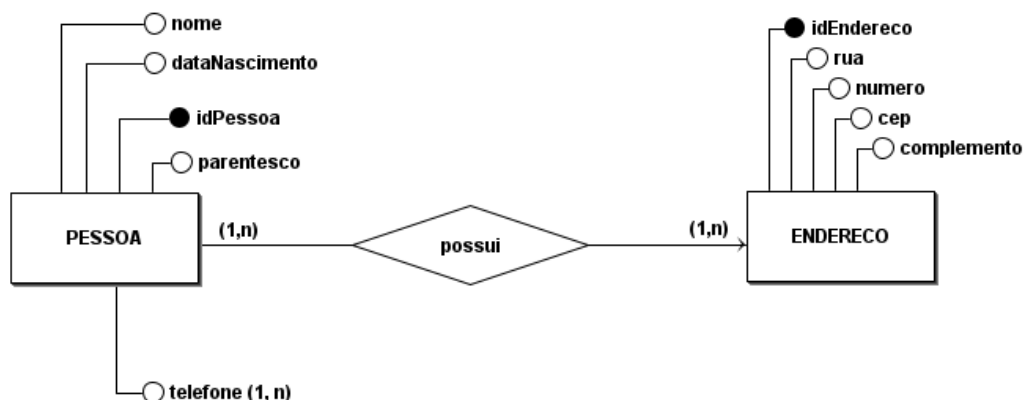 nome
dataNascimento
idPessoa
parentesco
PESSOA
(1,n)
possui
(1,n)
idEndereco
rua
numero
cep
complemento
ENDERECO
telefone (1, n)